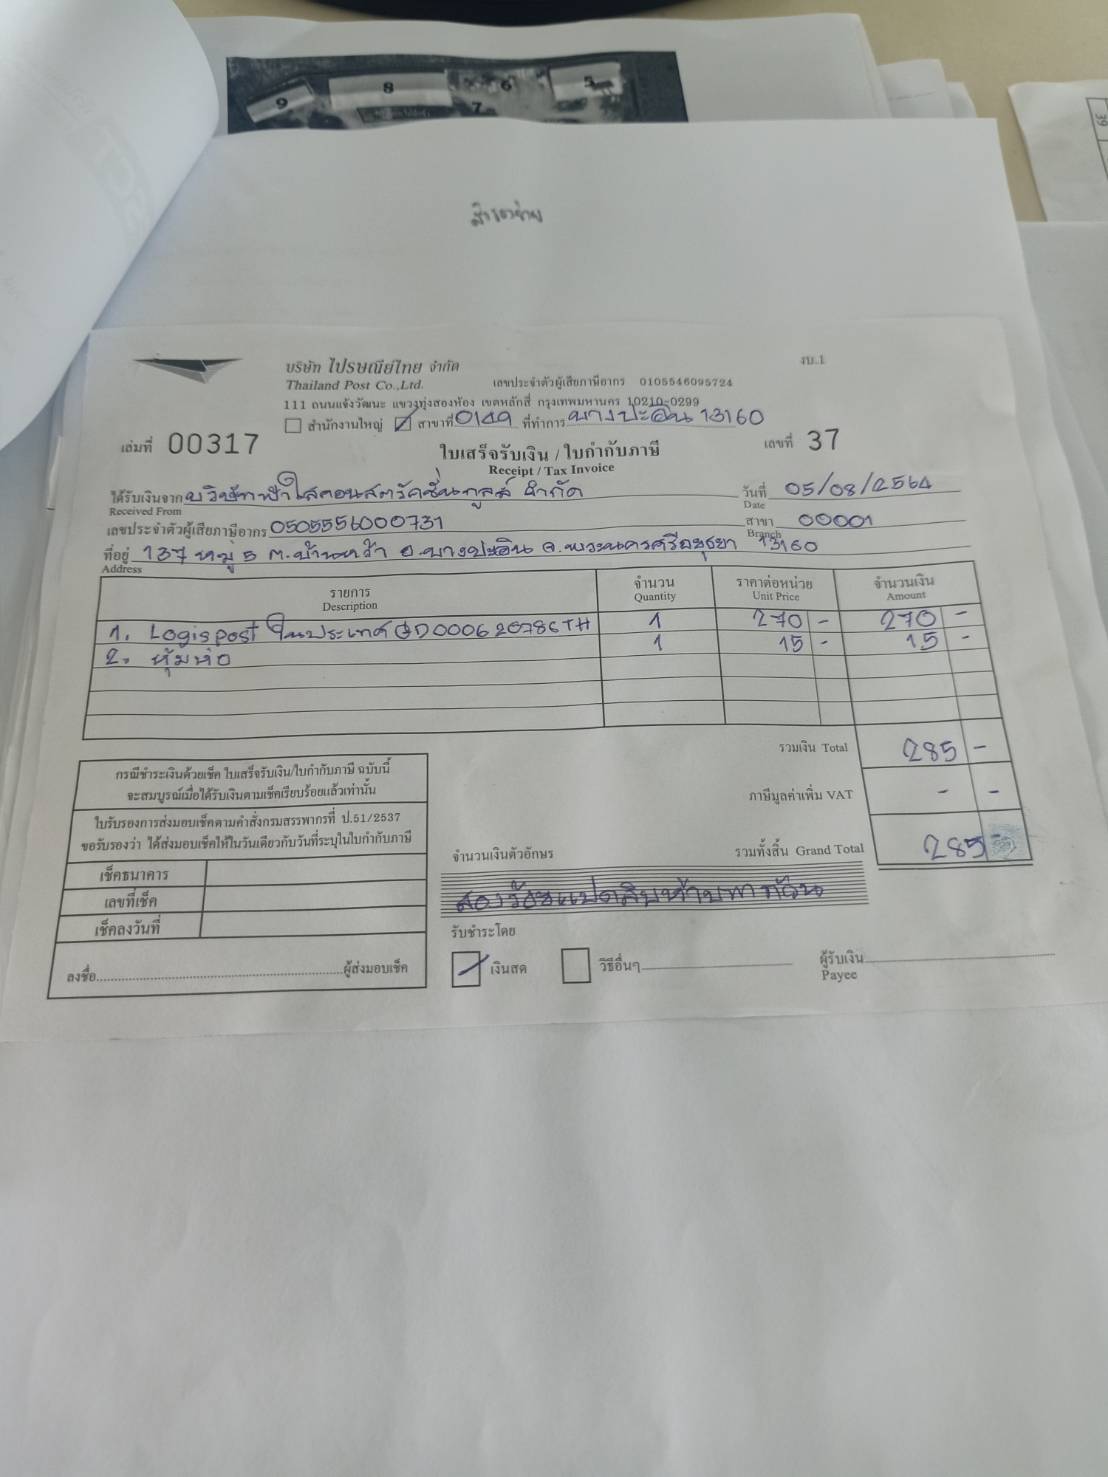 9
8
7
6
5
39
สำรองจ่าย
บริษัท ไปรษณีย์ไทย จำกัด
งบ.1
Thailand Post Co.,Ltd. เลขประจำตัวผู้เสียภาษีอากร 0105546095724
111 ถนนแจ้งวัฒนะ แขวงทุ่งสองห้อง เขตหลักสี่ กรุงเทพมหานคร 10210-0299
สำนักงานใหญ่ สาขาที่ 0149 ที่ทำการ บางปะอิน 13160
เล่มที่ 00317 ใบเสร็จรับเงิน / ใบกำกับภาษี เลขที่ 37
Receipt / Tax Invoice
ได้รับเงินจาก บริษัท ฟ้าใสคอนสตรัคชั่น จำกัด วันที่ 05/08/2564
Received From Date
เลขประจำตัวผู้เสียภาษีอากร 0505556000731 สาขา 00001
Branch
ที่อยู่ 137 หมู่ 5 ต.บ้านหว้า อ.บางปะอิน จ.พระนครศรีอยุธยา 13160
Address
รายการ จำนวน ราคาต่อหน่วย จำนวนเงิน
Description Quantity Unit Price Amount
1. Logispost ในประเทศ 1 270 - 270 -
2. หุ้มห่อ 1 15 - 15 -
รวมเงิน Total 285 -
ภาษีมูลค่าเพิ่ม VAT - -
รวมทั้งสิ้น Grand Total 285 -
กรณีชำระเงินด้วยเช็ค ใบเสร็จรับเงิน/ใบกำกับภาษี ฉบับนี้
จะสมบูรณ์เมื่อได้รับเงินตามเช็คเรียบร้อยแล้วเท่านั้น
ใบรับรองการส่งมอบเช็คตามคำสั่งกรมสรรพากรที่ ป.51/2537
ขอรับรองว่า ได้ส่งมอบเช็คให้ในวันเดียวกับวันที่ระบุในใบกำกับภาษี
เช็คธนาคาร
เลขที่เช็ค
เช็คลงวันที่
ลงชื่อ ผู้ส่งมอบเช็ค
จำนวนเงินตัวอักษร
สองร้อยแปดสิบห้าบาทถ้วน
รับชำระโดย
เงินสด วิธีอื่นๆ ผู้รับเงิน
Payee